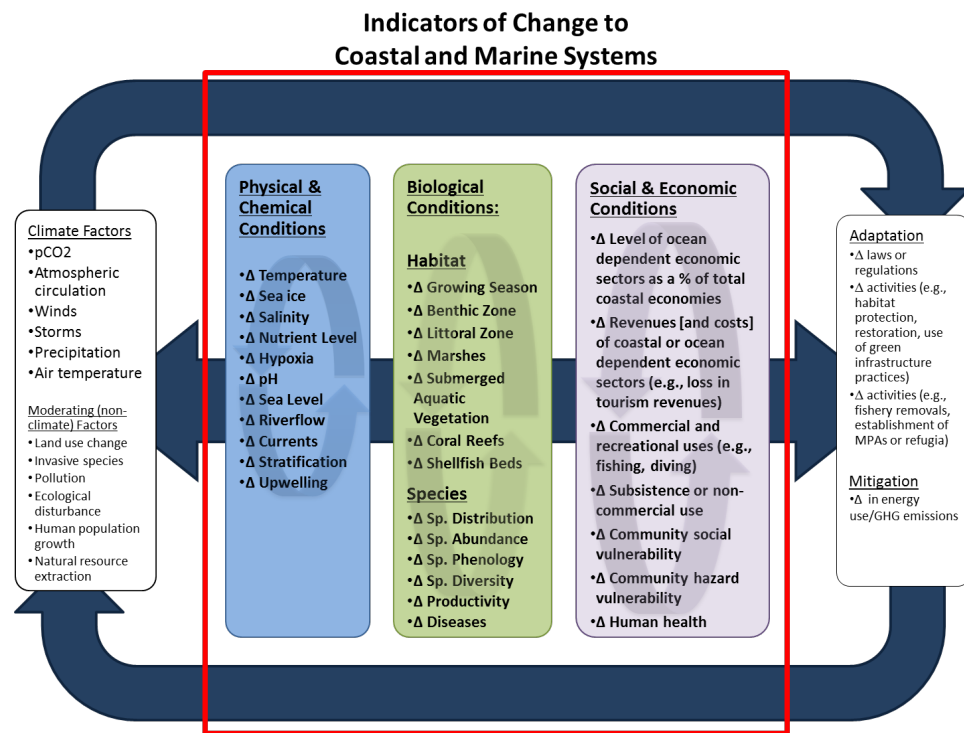 Indicators of Change to
Coastal and Marine Systems
Climate Factors
•pCO2
•Atmospheric
circulation
•Winds
•Storms
•Precipitation
•Air temperature
Moderating (non-
climate) Factors
•Land use change
•Invasive species
•Pollution
•Ecological
disturbance
•Human population
growth
•Natural resource
extraction
Physical &
Chemical
Conditions
•Δ Temperature
•Δ Sea ice
•Δ Salinity
•Δ Nutrient Level
•Δ Hypoxia
•Δ pH
•Δ Sea Level
•Δ Riverflow
•Δ Currents
•Δ Stratification
•Δ Upwelling
Biological
Conditions:
Habitat
•Δ Growing Season
•Δ Benthic Zone
•Δ Littoral Zone
•Δ Marshes
•Δ Submerged
Aquatic
Vegetation
•Δ Coral Reefs
•Δ Shellfish Beds
Species
•Δ Sp. Distribution
•Δ Sp. Abundance
•Δ Sp. Phenology
•Δ Sp. Diversity
•Δ Productivity
•Δ Diseases
Social & Economic
Conditions
•Δ Level of ocean
dependent economic
sectors as a % of total
coastal economies
•Δ Revenues [and costs]
of coastal or ocean
dependent economic
sectors (e.g., loss in
tourism revenues)
•Δ Commercial and
recreational uses (e.g.,
fishing, diving)
•Δ Subsistence or non-
commercial use
•Δ Community social
vulnerability
•Δ Community hazard
vulnerability
•Δ Human health
Adaptation
•Δ laws or
regulations
•Δ activities (e.g.,
habitat
protection,
restoration, use
of green
infrastructure
practices)
•Δ activities (e.g.,
fishery removals,
establishment of
MPAs or refugia)
Mitigation
•Δ in energy
use/GHG emissions